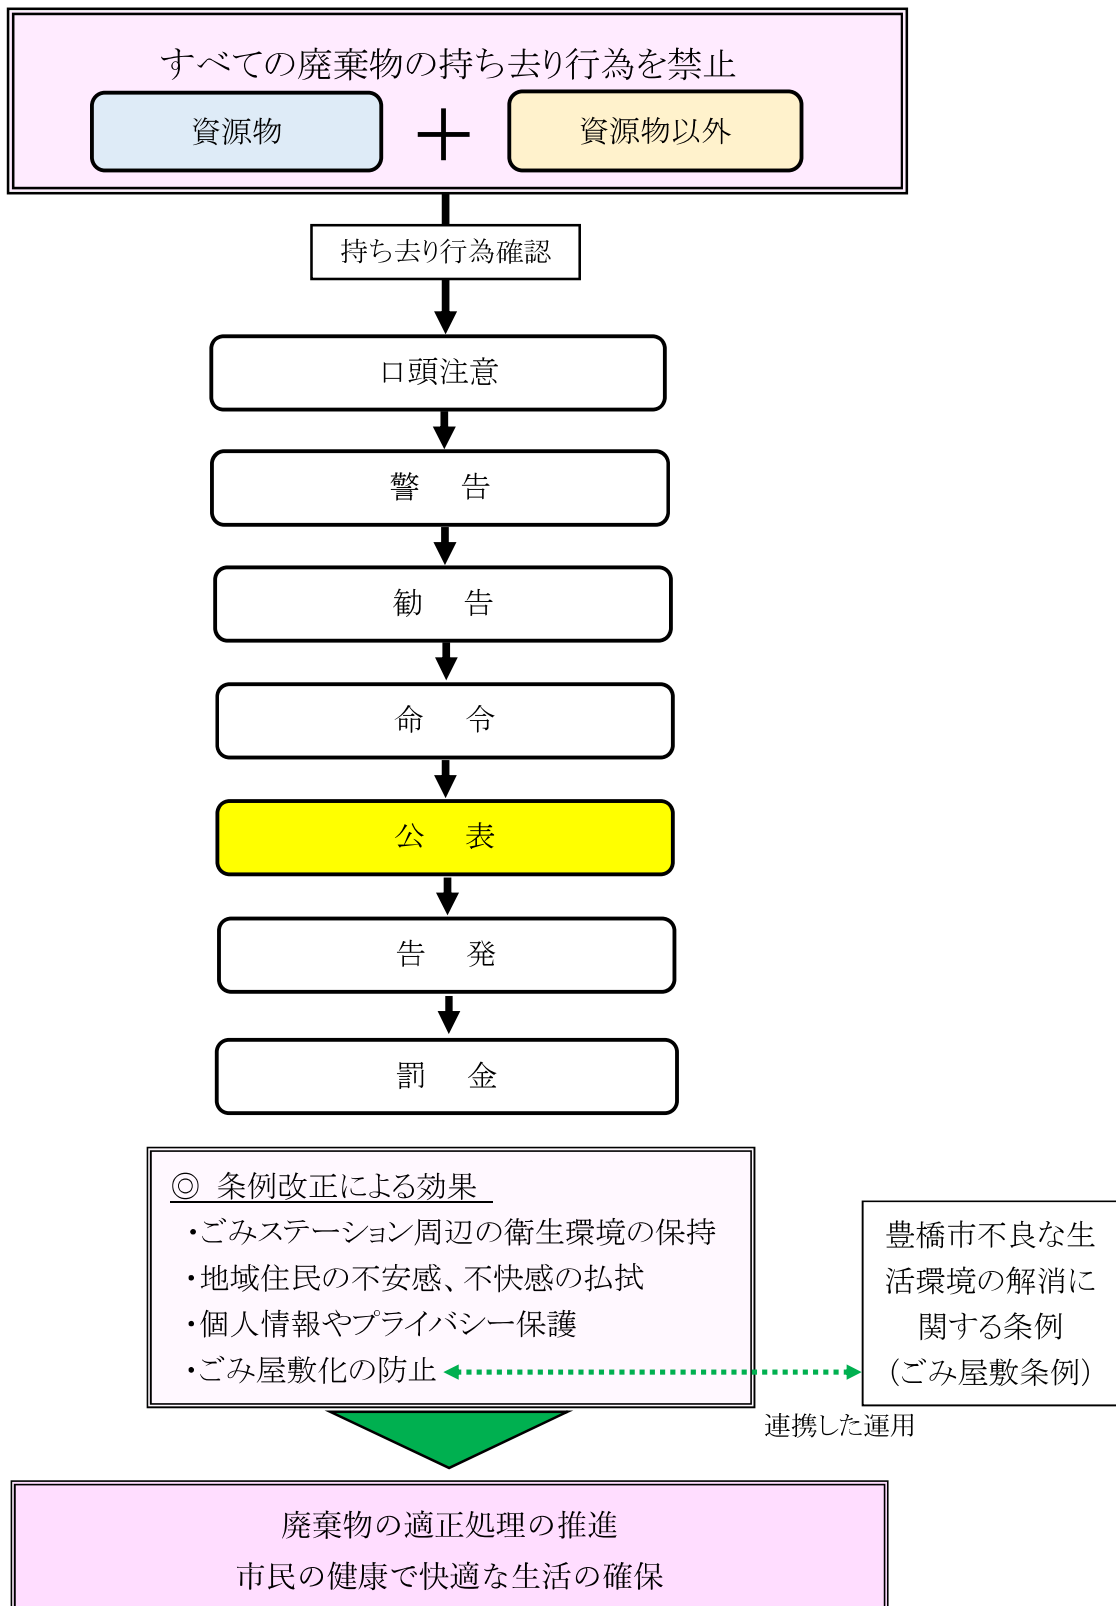 すべての廃棄物の持ち去り行為を禁止
資源物
資源物以外
持ち去り行為確認
口頭注意
警　告
勧　告
命　令
公　表
告　発
罰　金
◎ 条例改正による効果
・ごみステーション周辺の衛生環境の保持
・地域住民の不安感、不快感の払拭
・個人情報やプライバシー保護
・ごみ屋敷化の防止
豊橋市不良な生
活環境の解消に
関する条例
（ごみ屋敷条例）
連携した運用
廃棄物の適正処理の推進
市民の健康で快適な生活の確保